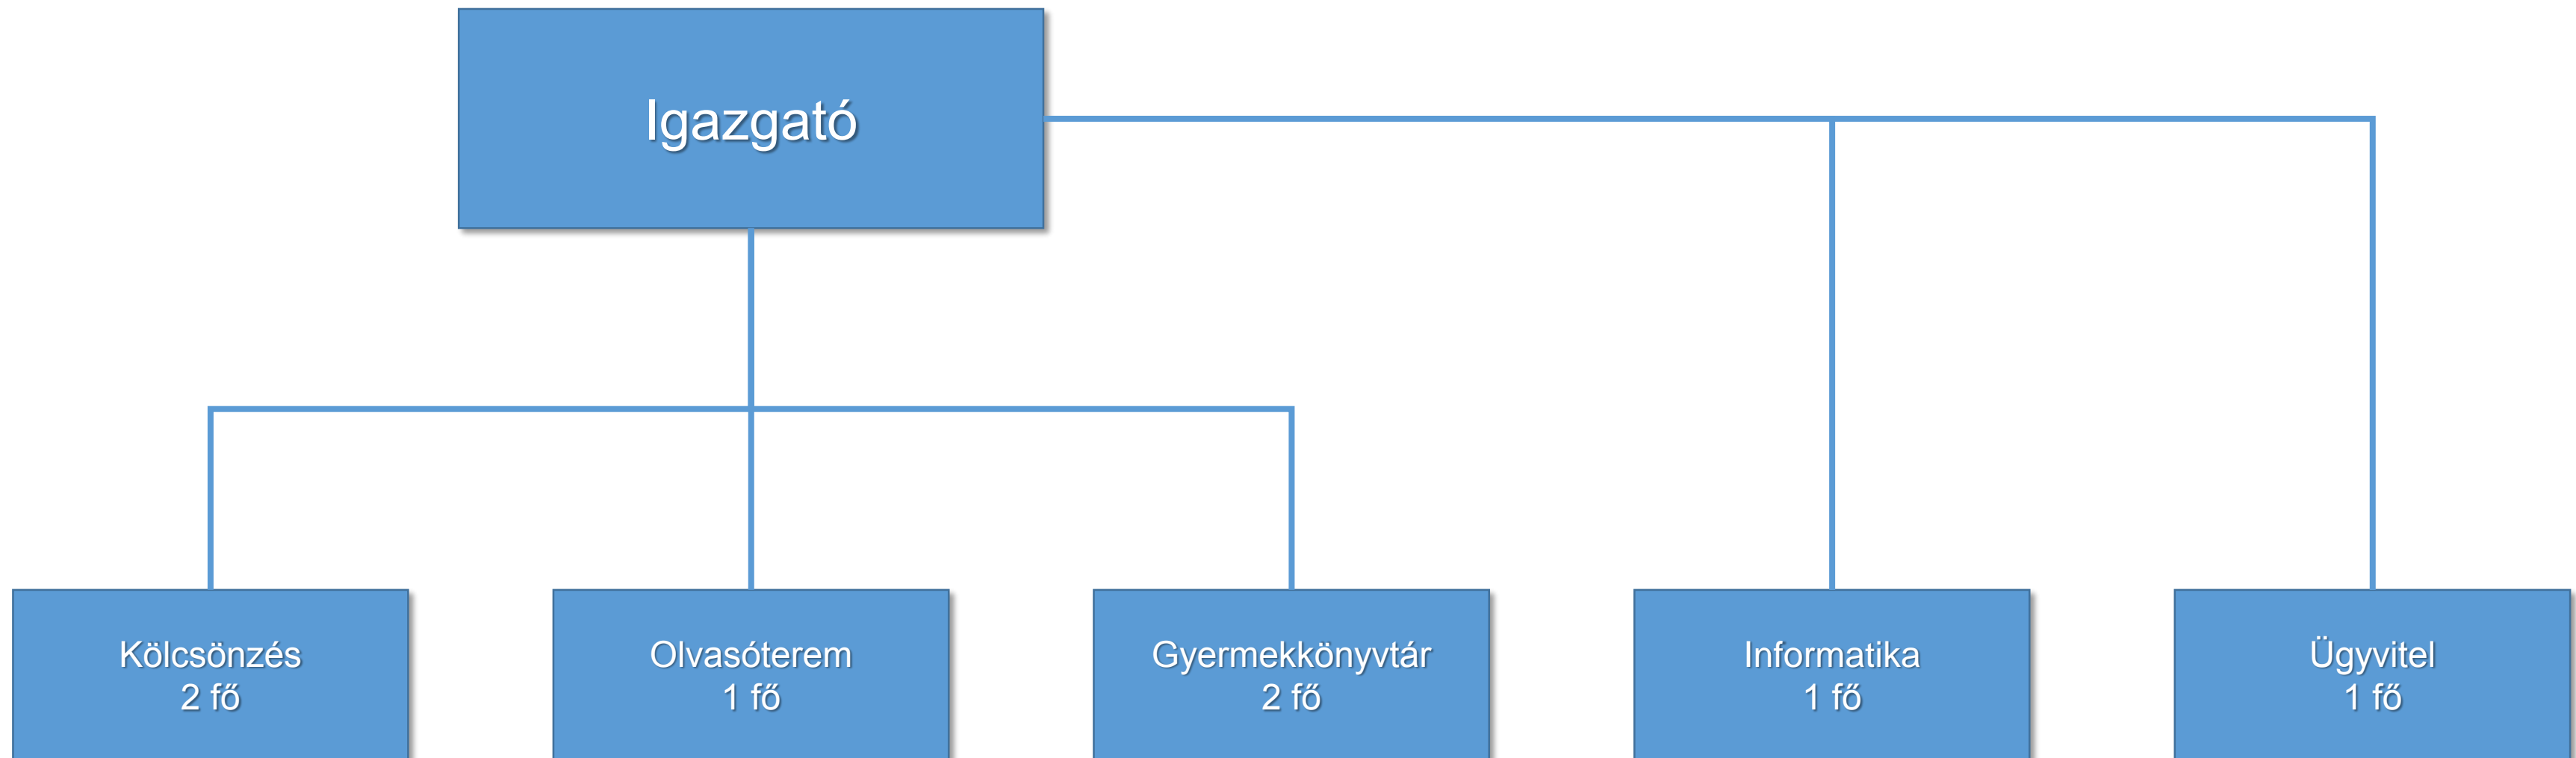 Igazgató
Kölcsönzés
2 fő
Olvasóterem
1 fő
Gyermekkönyvtár
2 fő
Informatika
1 fő
Ügyvitel
1 fő